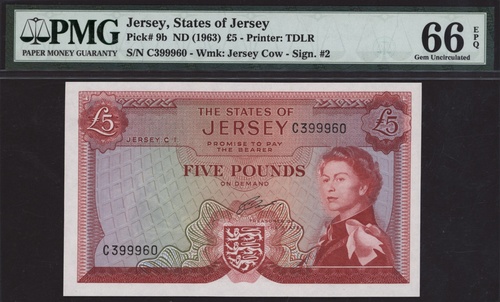 PMG
PAPER MONEY GUARANTY
Jersey, States of Jersey
Pick# 9b ND (1963) £5 - Printer: TDLR
S/N C399960 - Wmk: Jersey Cow - Sign. #2
66 EPQ
Gem Uncirculated
£5
THE STATES OF
JERSEY
C399960
£5
JERSEY C
PROMISE TO PAY
THE BEARER
FIVE POUNDS
ON DEMAND
C399960